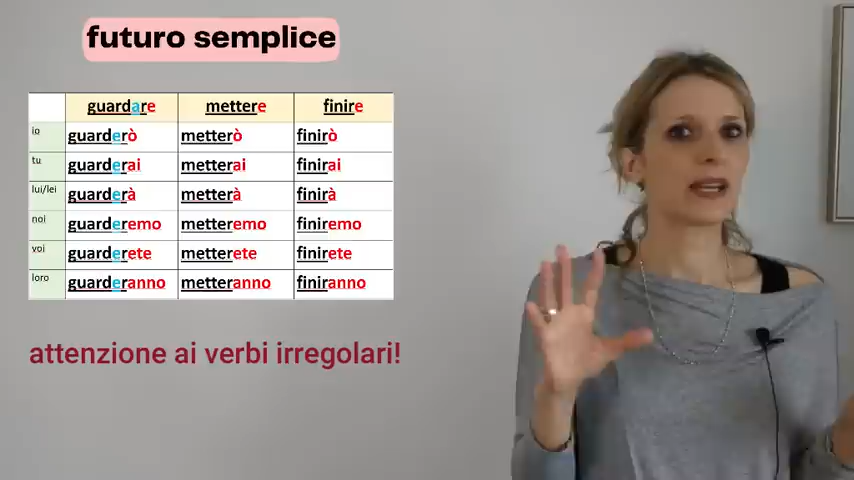 futuro semplice
guardare mettere finire
io guarderò metterò finirò
tu guarderai metterai finirai
lui/lei guarderà metterà finirà
noi guarderemo metteremo finiremo
voi guarderete metterete finirete
loro guarderanno metteranno finiranno
attenzione ai verbi irregolari!